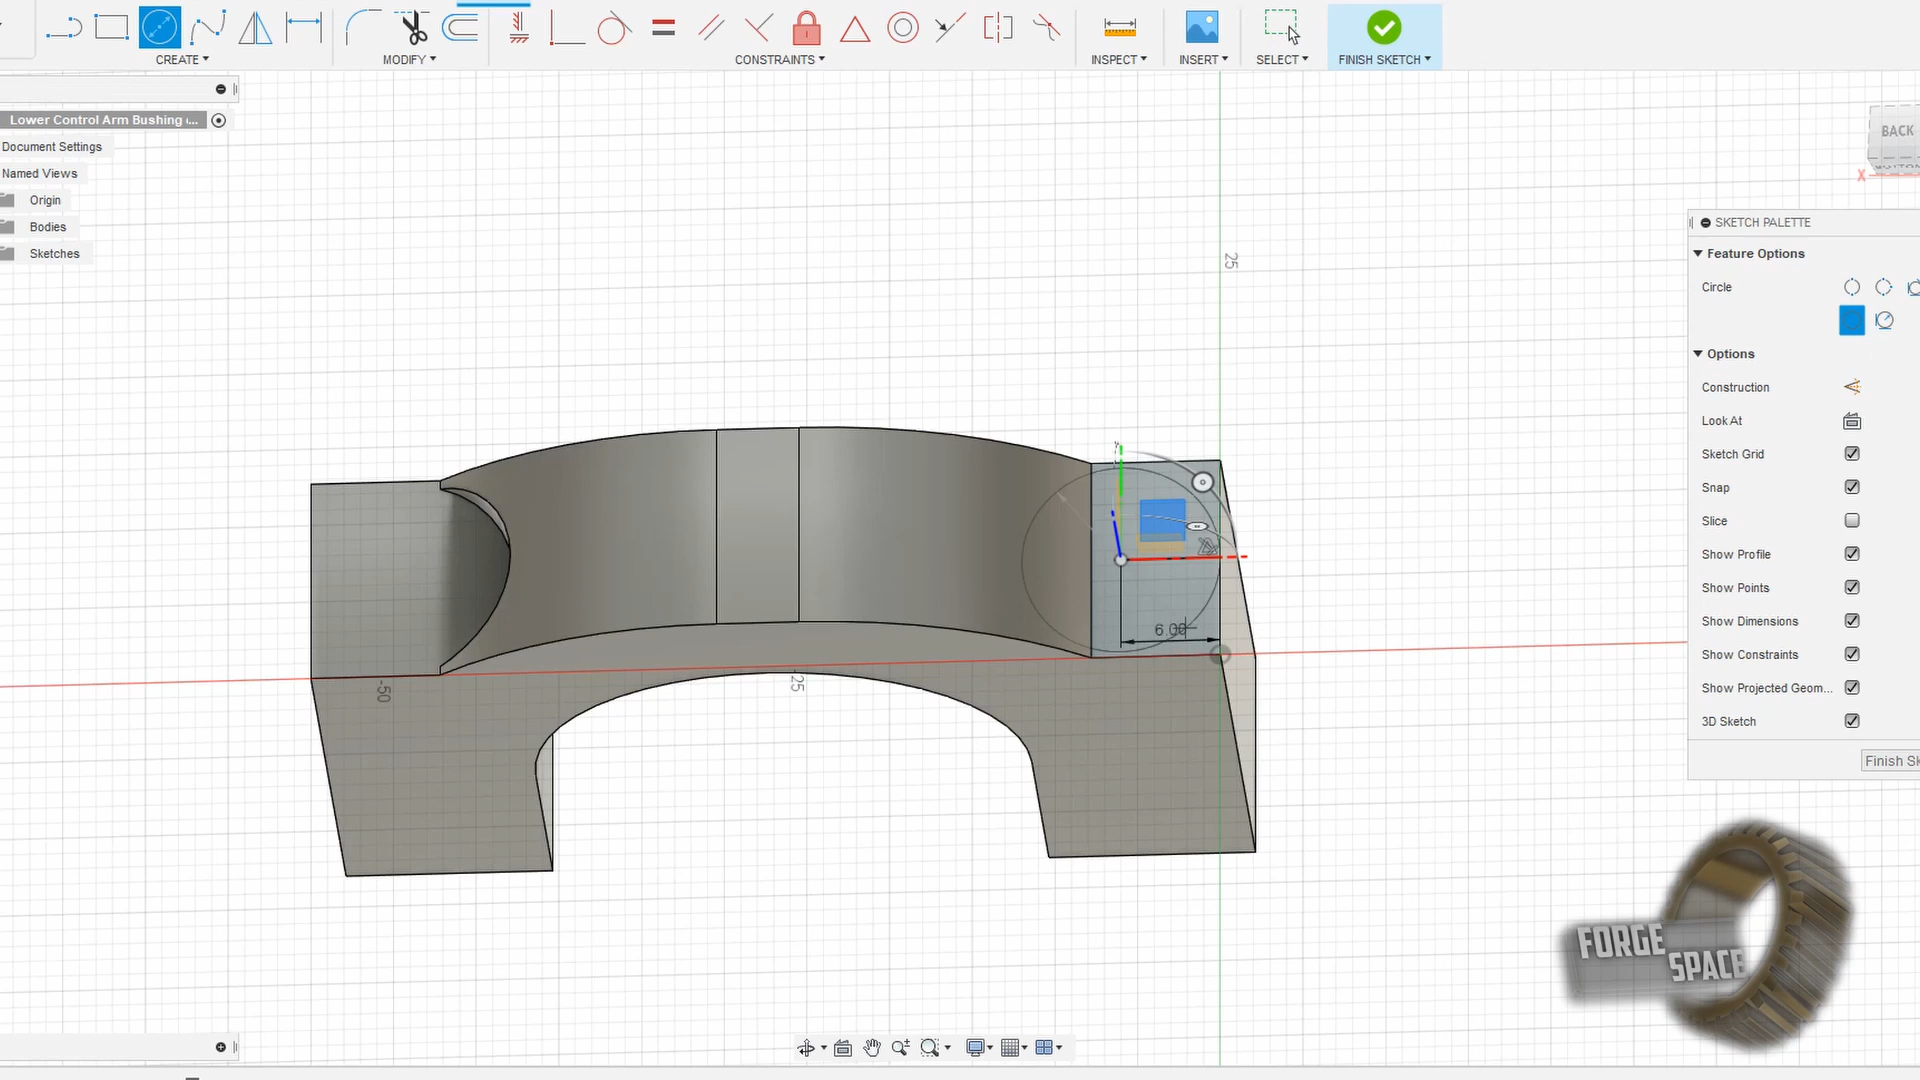 CREATE
MODIFY
CONSTRAINTS
INSPECT
INSERT
SELECT
FINISH SKETCH
Lower Control Arm Bushing
Document Settings
Named Views
Origin
Bodies
Sketches
BACK
X
25
-25
-50
6.00
SKETCH PALETTE
Feature Options
Circle
Options
Construction
Look At
Sketch Grid
Snap
Slice
Show Profile
Show Points
Show Dimensions
Show Constraints
Show Projected Geom...
3D Sketch
Finish Sk
FORGE
SPACE